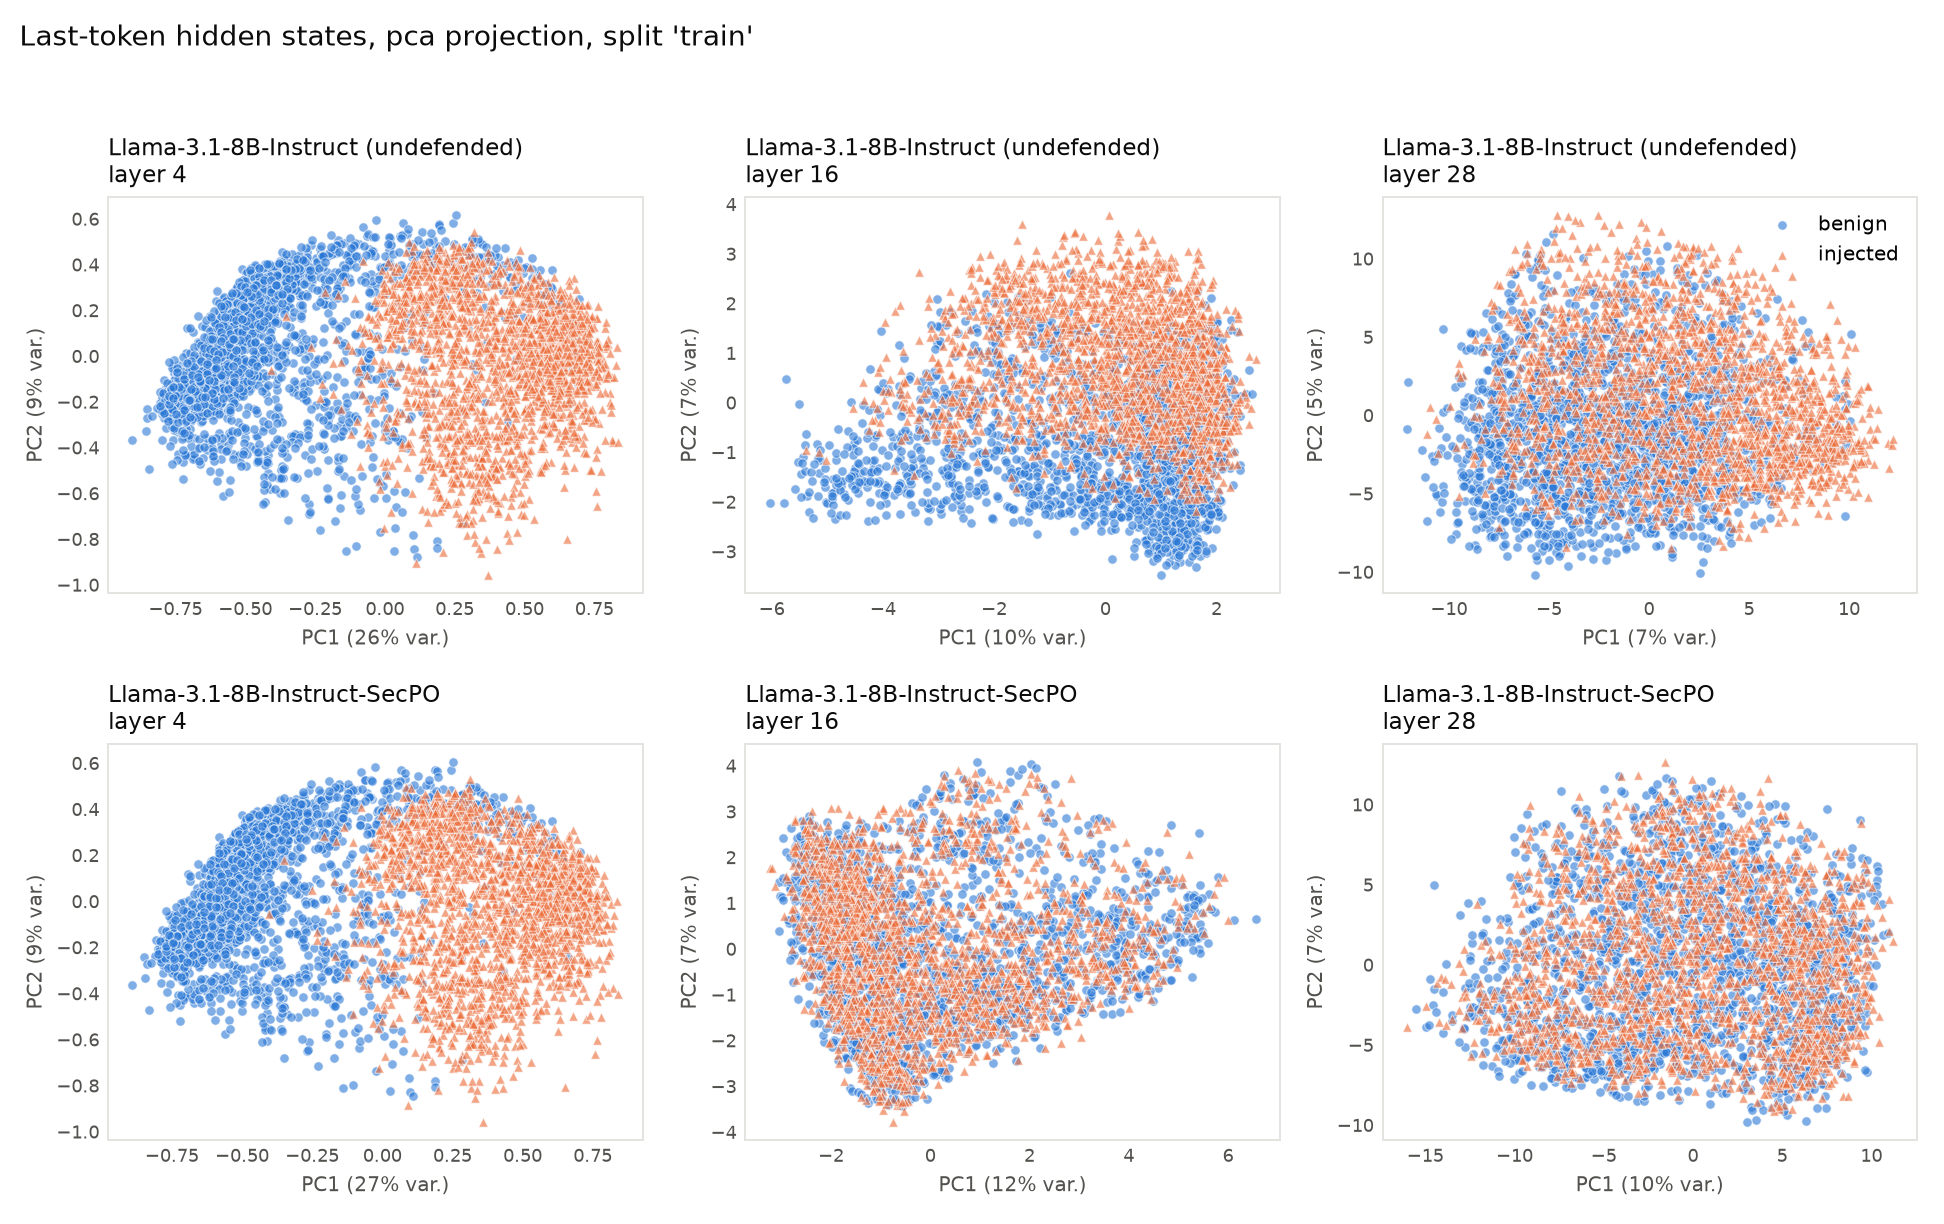 Last-token hidden states, pca projection, split 'train'
Llama-3.1-8B-Instruct (undefended)
layer 4
0.6
0.4
0.2
0.0
−0.2
−0.4
−0.6
−0.8
−1.0
PC2 (9% var.)
−0.75 −0.50 −0.25 0.00 0.25 0.50 0.75
PC1 (26% var.)
Llama-3.1-8B-Instruct (undefended)
layer 16
4
3
2
1
0
−1
−2
−3
PC2 (7% var.)
−6 −4 −2 0 2
PC1 (10% var.)
Llama-3.1-8B-Instruct (undefended)
layer 28
benign
injected
10
5
0
−5
−10
PC2 (5% var.)
−10 −5 0 5 10
PC1 (7% var.)
Llama-3.1-8B-Instruct-SecPO
layer 4
0.6
0.4
0.2
0.0
−0.2
−0.4
−0.6
−0.8
−1.0
PC2 (9% var.)
−0.75 −0.50 −0.25 0.00 0.25 0.50 0.75
PC1 (27% var.)
Llama-3.1-8B-Instruct-SecPO
layer 16
4
3
2
1
0
−1
−2
−3
−4
PC2 (7% var.)
−2 0 2 4 6
PC1 (12% var.)
Llama-3.1-8B-Instruct-SecPO
layer 28
10
5
0
−5
−10
PC2 (7% var.)
−15 −10 −5 0 5 10
PC1 (10% var.)